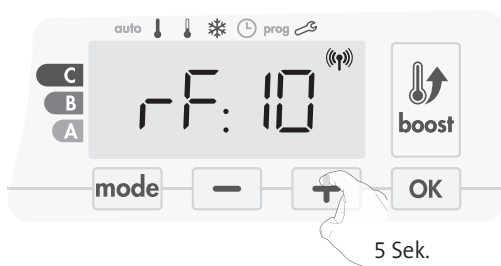 auto prog
C
B
A
rF: 10
boost
mode − + OK
5 Sek.